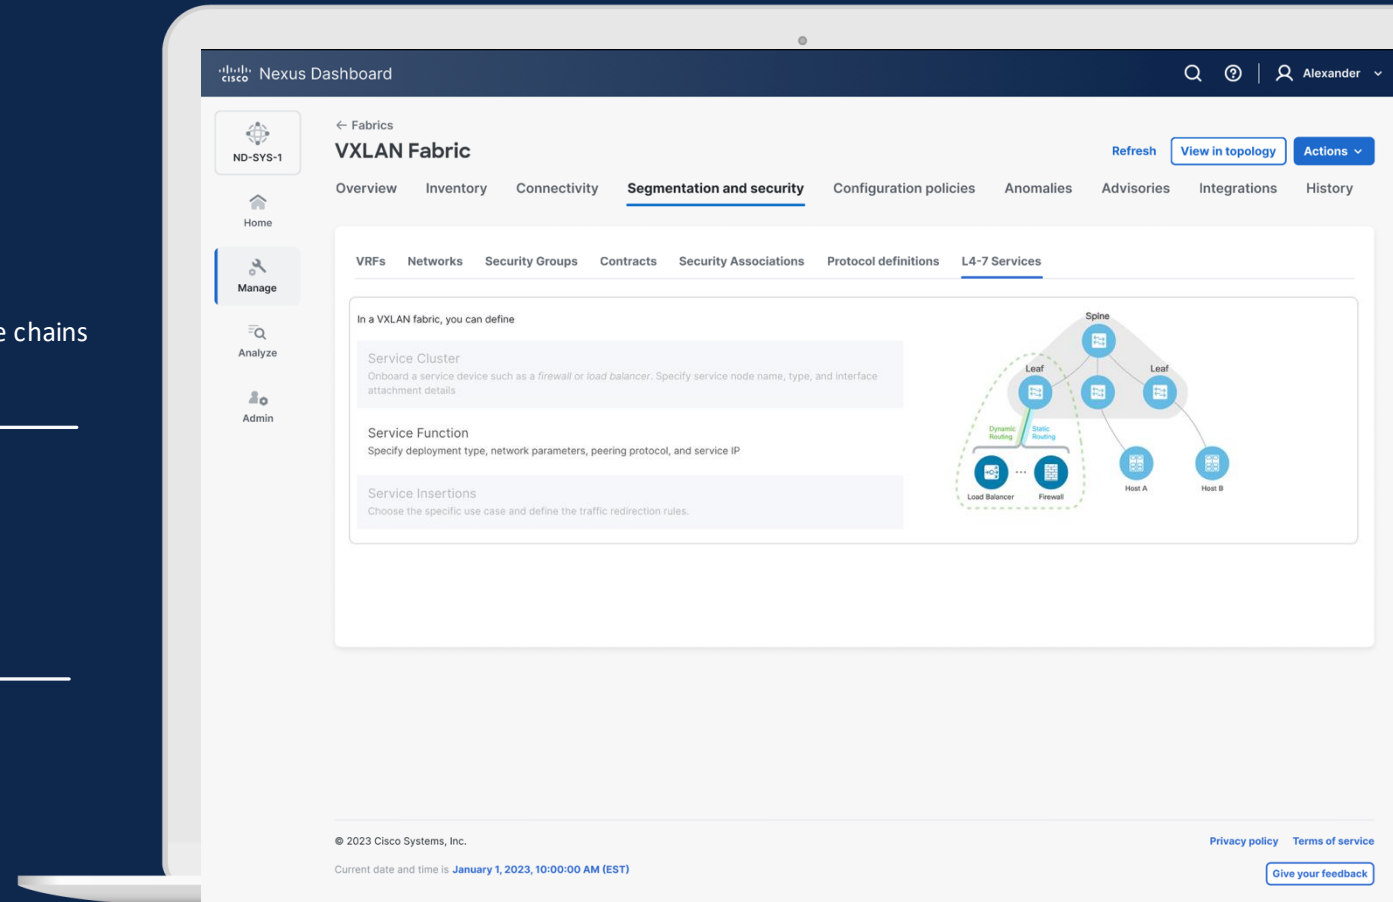 e chains
cisco Nexus Dashboard
Alexander
ND-SYS-1
Home
Manage
Analyze
Admin
← Fabrics
VXLAN Fabric
Refresh
View in topology
Actions
Overview Inventory Connectivity Segmentation and security Configuration policies Anomalies Advisories Integrations History
VRFs Networks Security Groups Contracts Security Associations Protocol definitions L4-7 Services
In a VXLAN fabric, you can define
Service Cluster
Onboard a service device such as a firewall or load balancer. Specify service node name, type, and interface
attachment details
Service Function
Specify deployment type, network parameters, peering protocol, and service IP
Service Insertions
Choose the specific use case and define the traffic redirection rules.
Spine
Leaf
Leaf
Dynamic
Routing
Static
Routing
Load Balancer
Firewall
Host A
Host B
© 2023 Cisco Systems, Inc.
Privacy policy Terms of service
Current date and time is January 1, 2023, 10:00:00 AM (EST)
Give your feedback